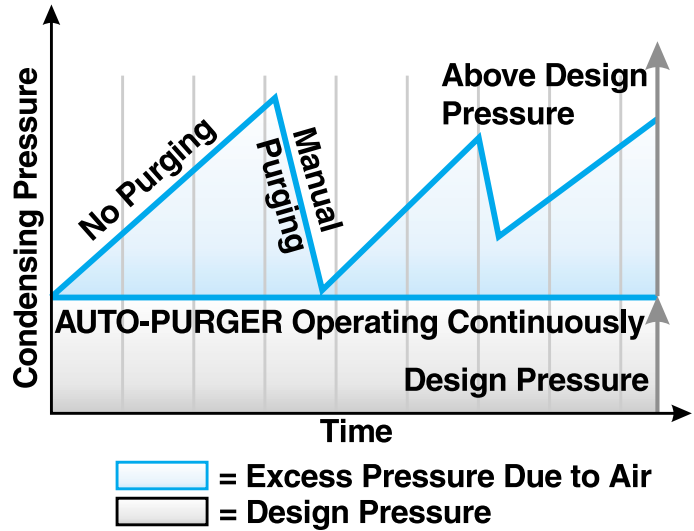 Condensing Pressure
Above Design
Pressure
No Purging
Manual
Purging
AUTO-PURGER Operating Continuously
Design Pressure
Time
= Excess Pressure Due to Air
= Design Pressure